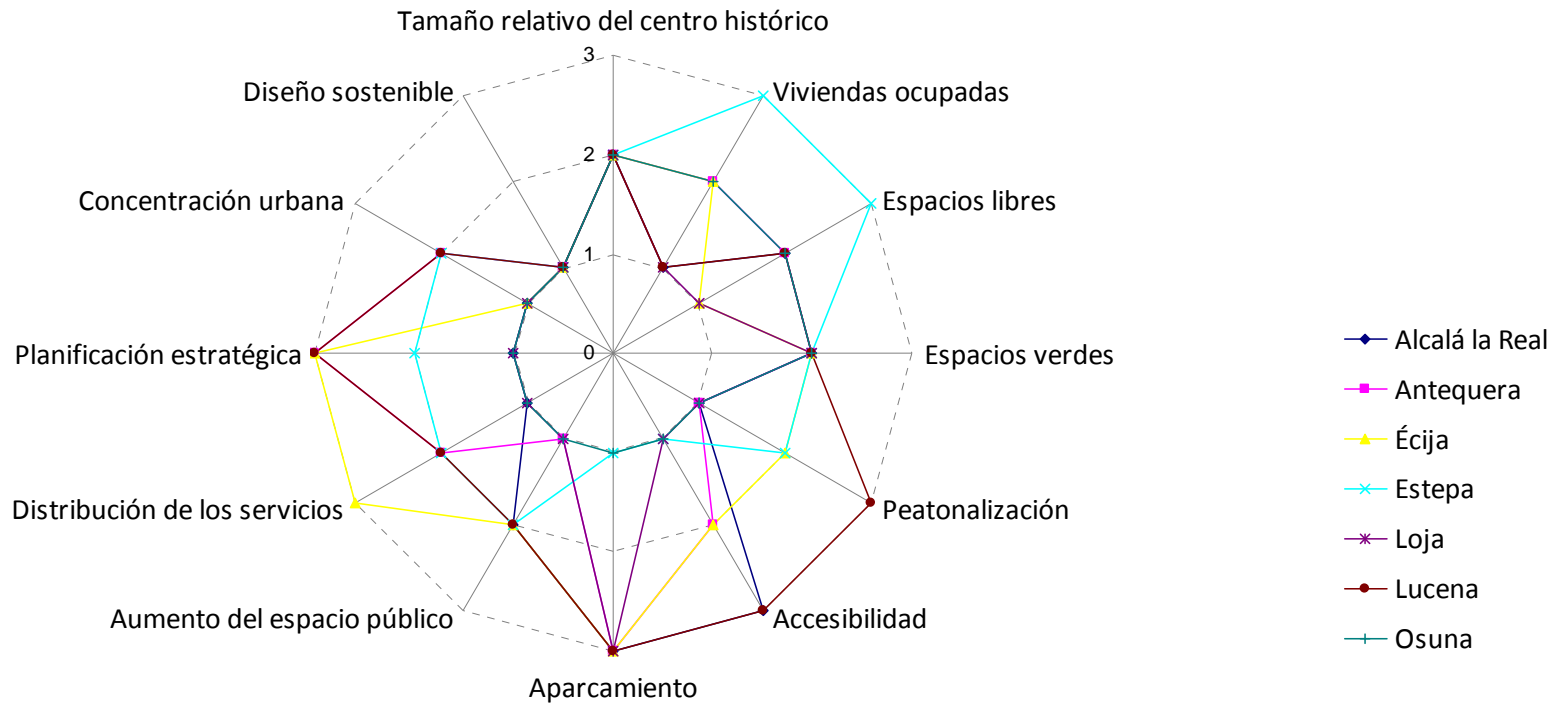 Tamaño relativo del centro histórico
3
Diseño sostenible
Viviendas ocupadas
2
Concentración urbana
Espacios libres
1
Planificación estratégica
0
Espacios verdes
Alcalá la Real
Antequera
Écija
Estepa
Loja
Lucena
Osuna
Distribución de los servicios
Peatonalización
Aumento del espacio público
Accesibilidad
Aparcamiento